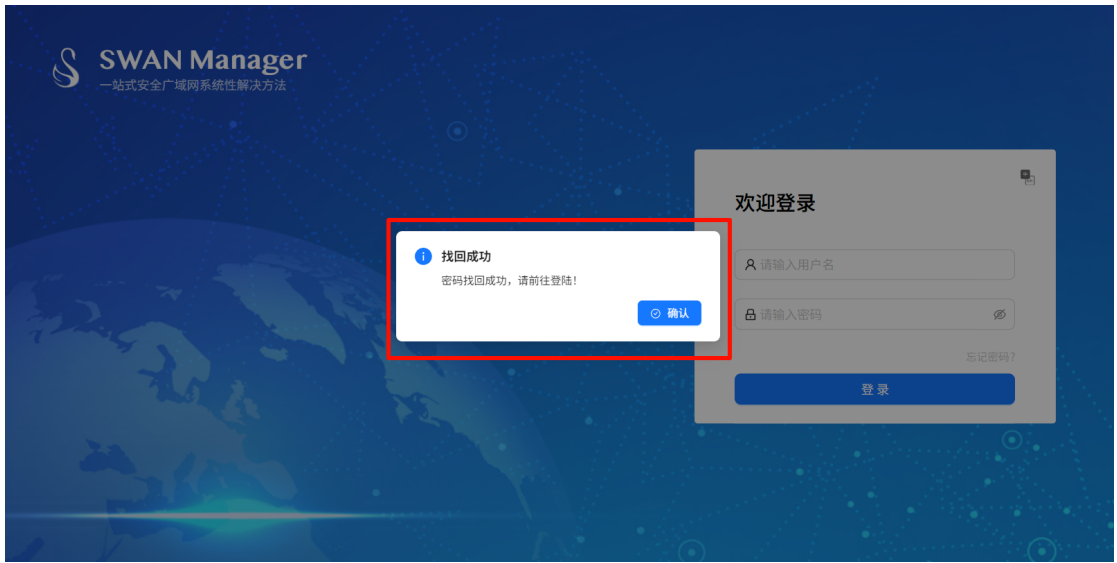 SWAN Manager
一站式安全广域网系统性解决方法
欢迎登录
找回成功
密码找回成功，请前往登陆！
确认
请输入用户名
请输入密码
忘记密码？
登录